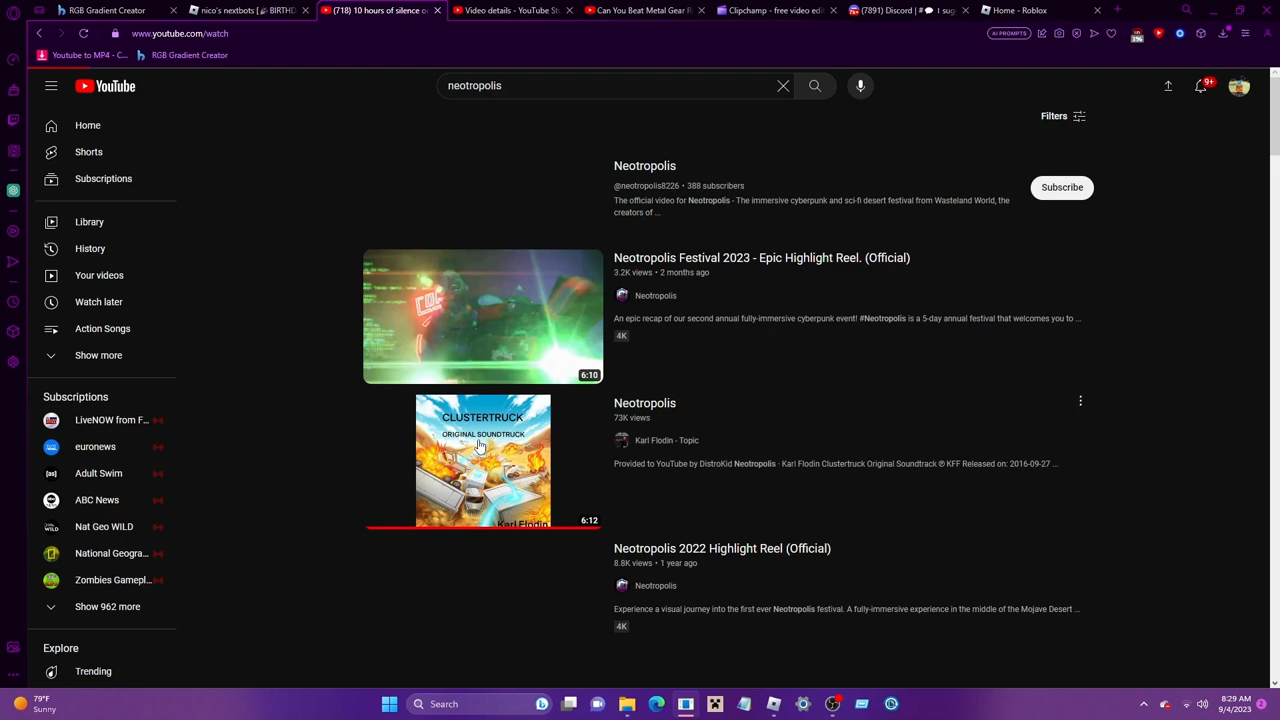 RGB Gradient Creator
nico's nextbots [🎉BIRTHD
(718) 10 hours of silence oc
Video details - YouTube Stu
Can You Beat Metal Gear R
Clipchamp - free video edit
(7891) Discord | #💬 1 sug
Home - Roblox
www.youtube.com/watch
AI PROMPTS
Youtube to MP4 - C...
RGB Gradient Creator
YouTube
neotropolis
9+
Filters
Home
Shorts
Subscriptions
Library
History
Your videos
Watch later
Action Songs
Show more
Subscriptions
LiveNOW from F...
euronews
Adult Swim
ABC News
Nat Geo WILD
National Geogra...
Zombies Gamepl...
Show 962 more
Explore
Trending
Neotropolis
@neotropolis8226 • 388 subscribers
The official video for Neotropolis - The immersive cyberpunk and sci-fi desert festival from Wasteland World, the
creators of ...
Subscribe
6:10
Neotropolis Festival 2023 - Epic Highlight Reel. (Official)
3.2K views • 2 months ago
Neotropolis
An epic recap of our second annual fully-immersive cyberpunk event! #Neotropolis is a 5-day annual festival that welcomes you to ...
4K
CLUSTERTRUCK
ORIGINAL SOUNDTRUCK
Karl Flodin
6:12
Neotropolis
73K views
Karl Flodin - Topic
Provided to YouTube by DistroKid Neotropolis · Karl Flodin Clustertruck Original Soundtrack ℗ KFF Released on: 2016-09-27 ...
Neotropolis 2022 Highlight Reel (Official)
8.8K views • 1 year ago
Neotropolis
Experience a visual journey into the first ever Neotropolis festival. A fully-immersive experience in the middle of the Mojave Desert ...
4K
79°F
Sunny
Search
8:29 AM
9/4/2023